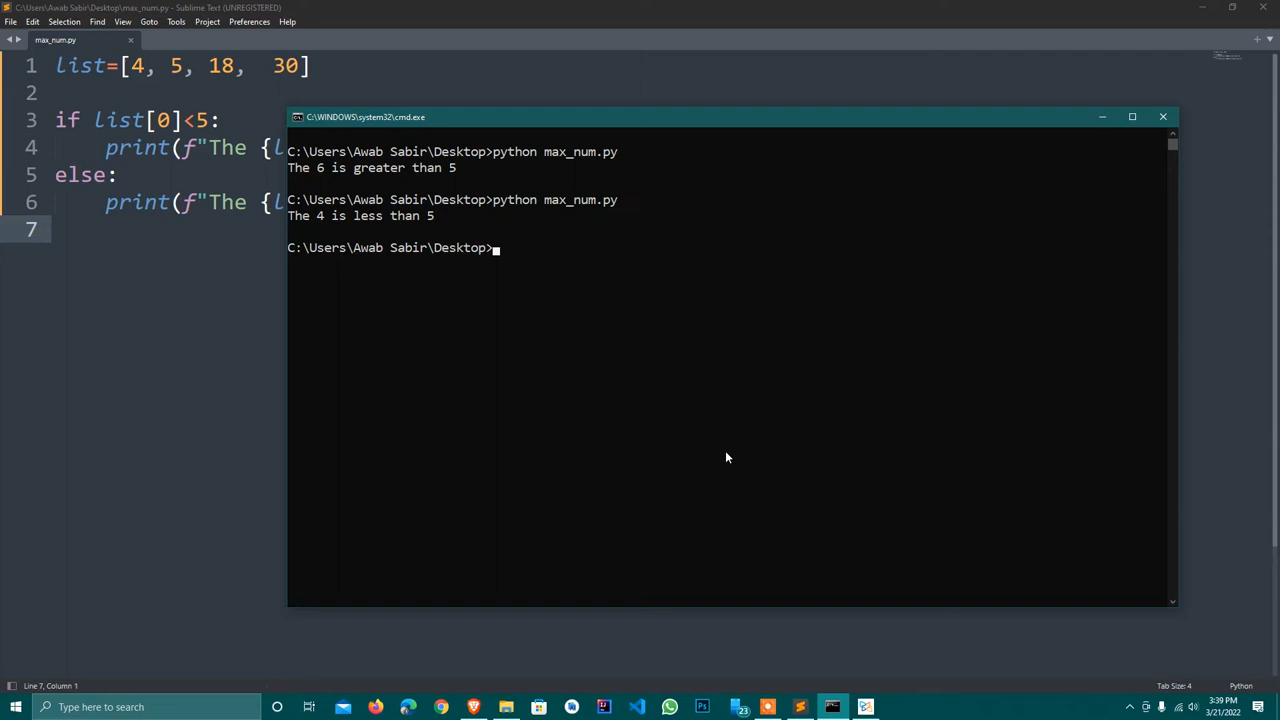 C:\Users\Awab Sabir\Desktop\max_num.py - Sublime Text (UNREGISTERED)
File Edit Selection Find View Goto Tools Project Preferences Help
max_num.py
1 list=[4, 5, 18,  30]
2
3 if list[0]<5:
4     print(f"The {l
5 else:
6     print(f"The {l
7
C:\WINDOWS\system32\cmd.exe
C:\Users\Awab Sabir\Desktop>python max_num.py
The 6 is greater than 5
C:\Users\Awab Sabir\Desktop>python max_num.py
The 4 is less than 5
C:\Users\Awab Sabir\Desktop>
Line 7, Column 1
Tab Size: 4
Python
Type here to search
Ps
23
3:39 PM
3/21/2022